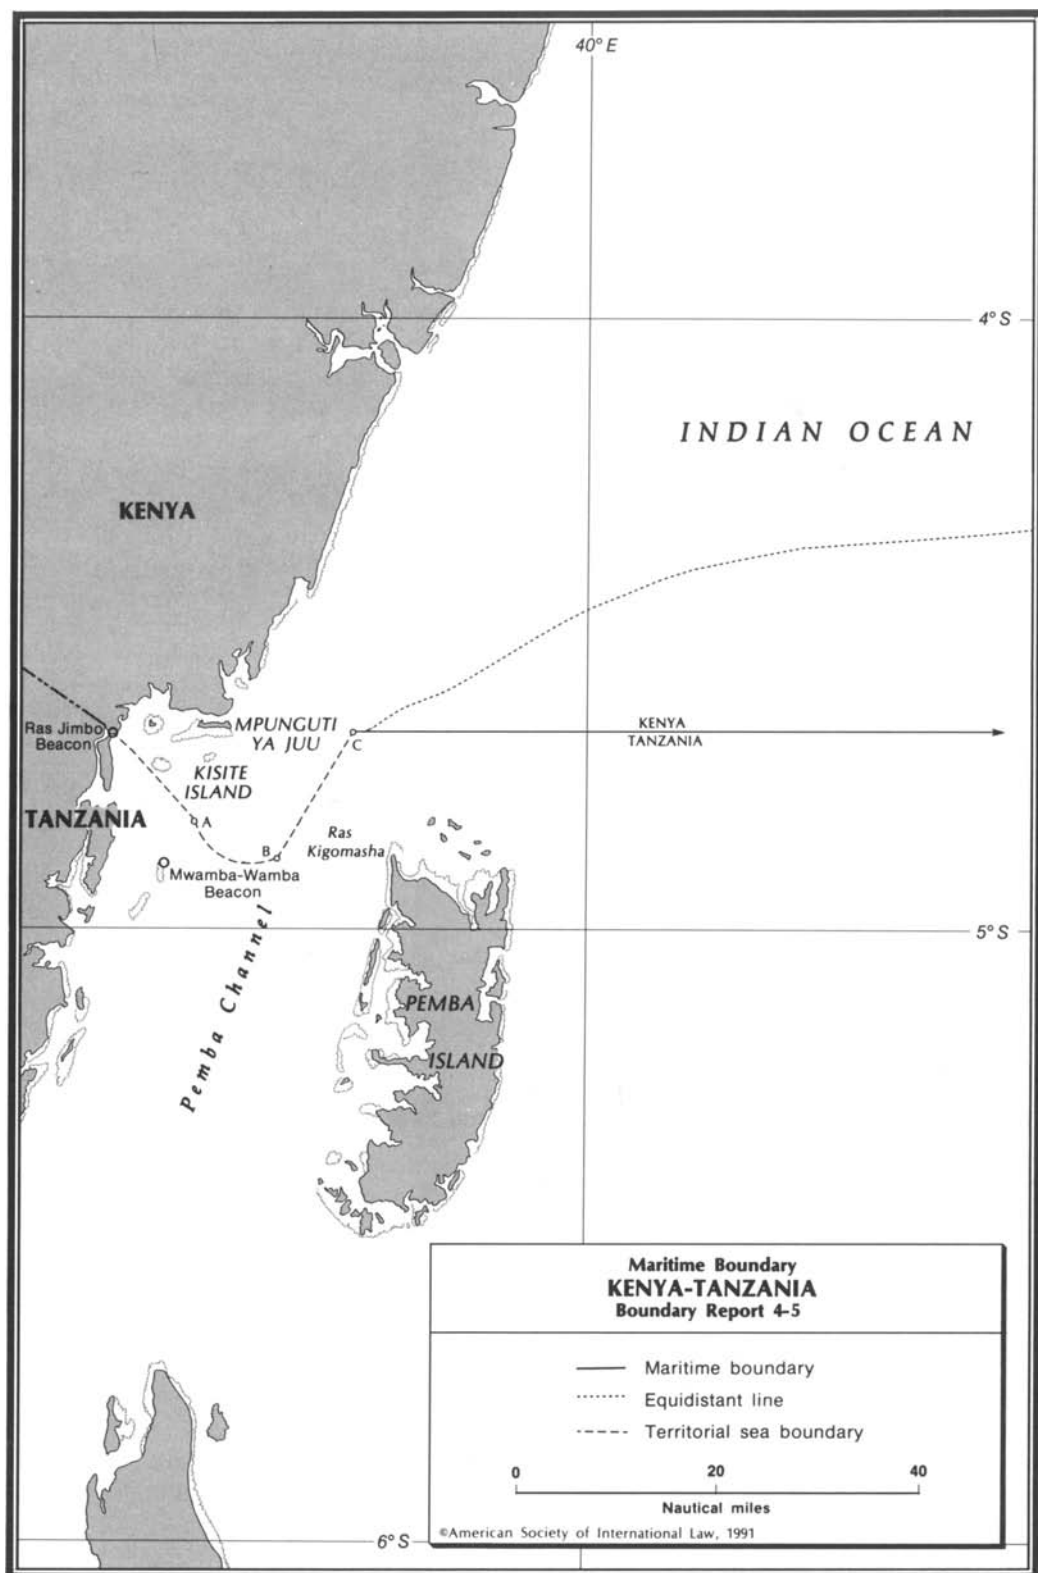 40° E
4° S
INDIAN OCEAN
KENYA
Ras Jimbo
Beacon
MPUNGUTI
YA JUU
C
KENYA
TANZANIA
KISITE
ISLAND
TANZANIA
A
B
Ras
Kigomasha
Mwamba-Wamba
Beacon
5° S
Pemba Channel
PEMBA
ISLAND
Maritime Boundary
KENYA-TANZANIA
Boundary Report 4-5
Maritime boundary
Equidistant line
Territorial sea boundary
0 20 40
Nautical miles
©American Society of International Law, 1991
6° S